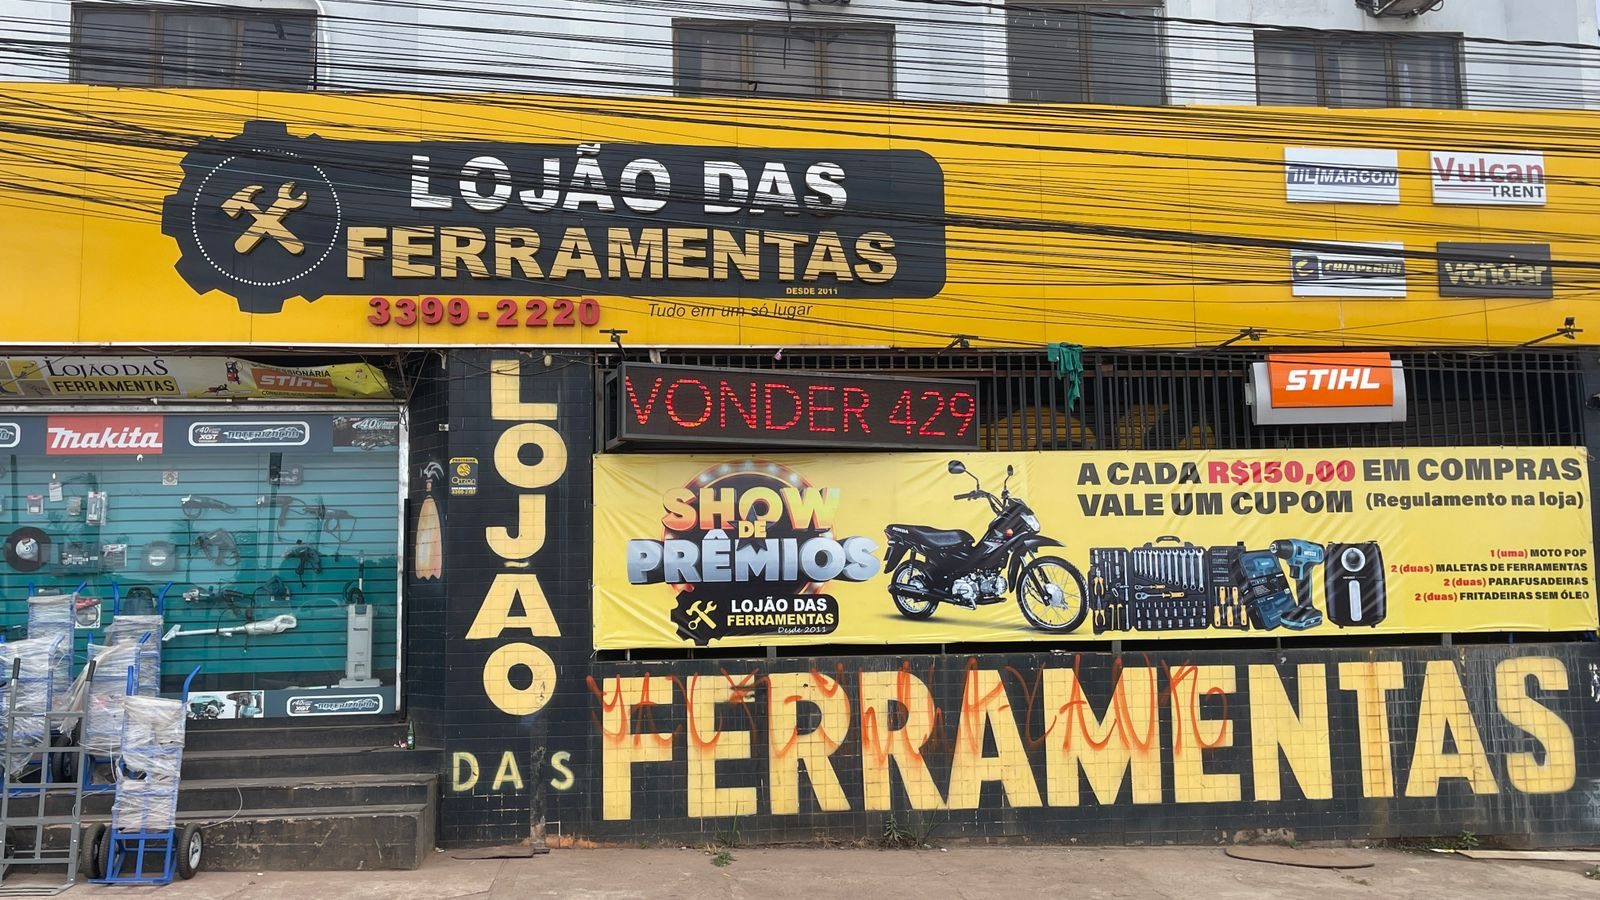 LOJÃO DAS
FERRAMENTAS
DESDE 2011
3399-2220
Tudo em um só lugar
MARCON
Vulcan
TRENT
CHIAPERINI
vonder
LOJÃO DAS
FERRAMENTAS
STIHL
makita
40V
XGT
LOJÃO
DAS
FERRAMENTAS
VONDER 429
STIHL
SHOW
DE
PRÊMIOS
LOJÃO DAS
FERRAMENTAS
Desde 2011
A CADA R$150,00 EM COMPRAS
VALE UM CUPOM (Regulamento na loja)
1 (uma) MOTO POP
2 (duas) MALETAS DE FERRAMENTAS
2 (duas) PARAFUSADEIRAS
2 (duas) FRITADEIRAS SEM ÓLEO
HONDA